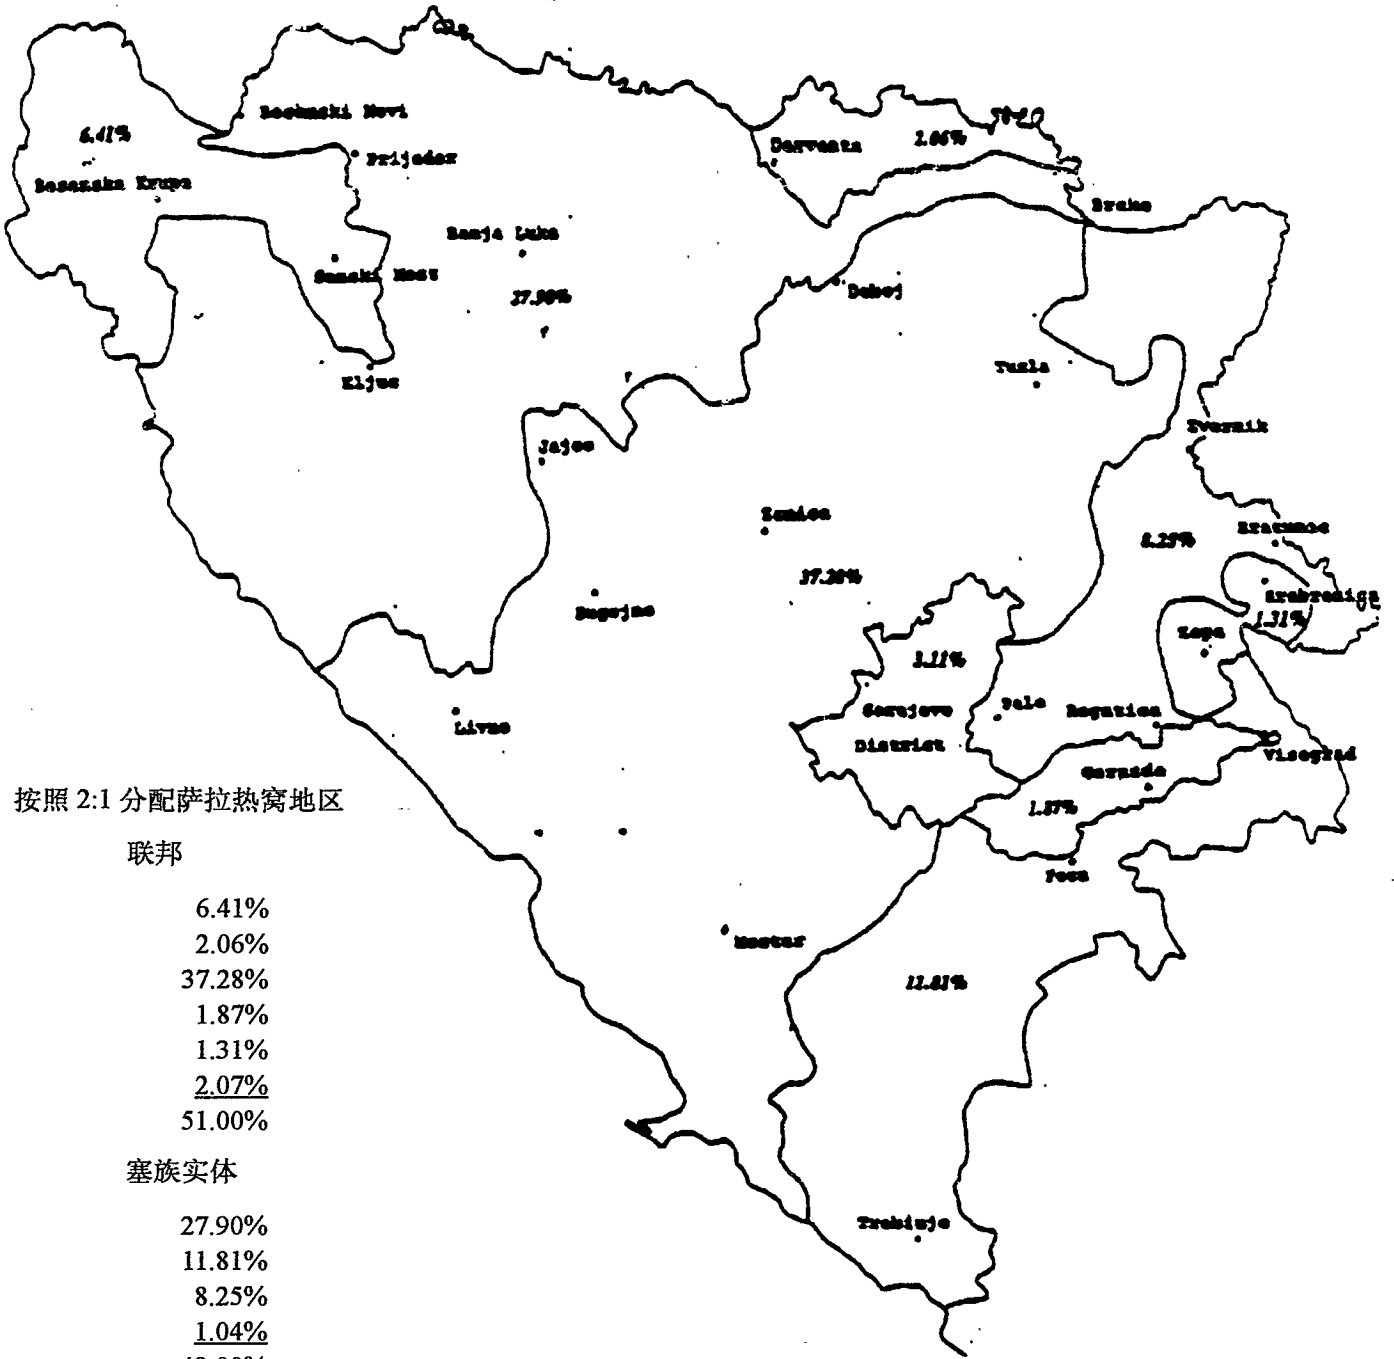 Bosanski Novi
6.41%
Prijedor
Bosanska Krupa
Derventa
2.06%
Brcko
Banja Luka
Sanski Most
27.90%
Doboj
Kljuc
Tuzla
Jajce
Zvornik
Zenica
Bratunac
8.25%
37.28%
Bugojno
Srebrenica
1.31%
Zepa
3.11%
Sarajevo
District
Pale
Rogatica
Livno
Visegrad
Gorazde
1.87%
Foca
Mostar
11.81%
Trebinje
按照 2:1 分配萨拉热窝地区
联邦
6.41%
2.06%
37.28%
1.87%
1.31%
2.07%
51.00%
塞族实体
27.90%
11.81%
8.25%
1.04%